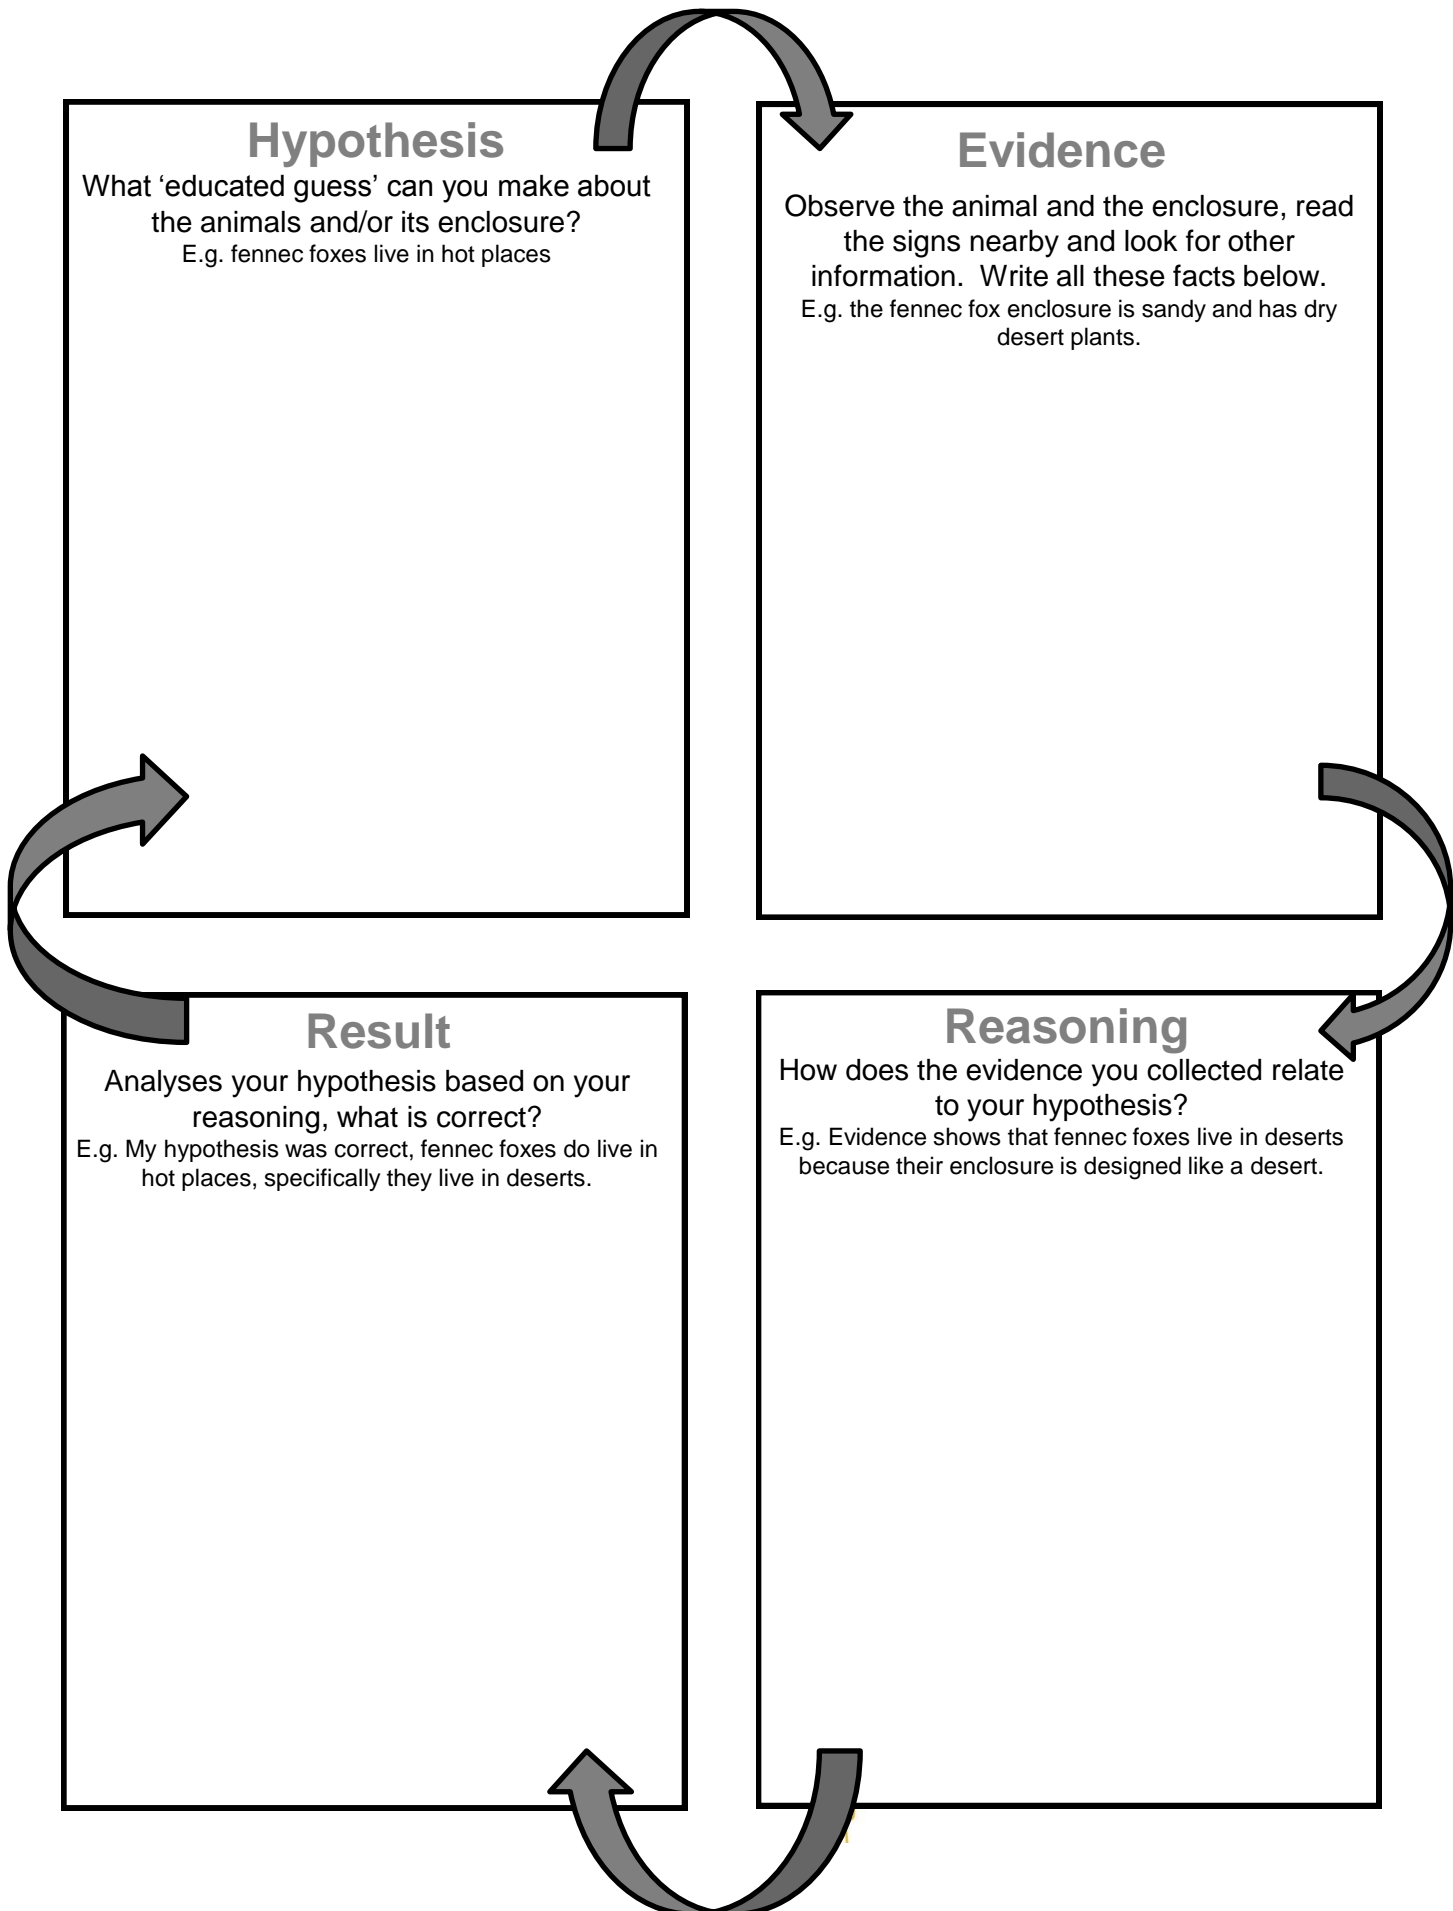 Hypothesis
What ‘educated guess’ can you make about
the animals and/or its enclosure?
E.g. fennec foxes live in hot places
Evidence
Observe the animal and the enclosure, read
the signs nearby and look for other
information.  Write all these facts below.
E.g. the fennec fox enclosure is sandy and has dry
desert plants.
Reasoning
How does the evidence you collected relate
to your hypothesis?
E.g. Evidence shows that fennec foxes live in deserts
because their enclosure is designed like a desert.
Result
Analyses your hypothesis based on your
reasoning, what is correct?
E.g. My hypothesis was correct, fennec foxes do live in
hot places, specifically they live in deserts.